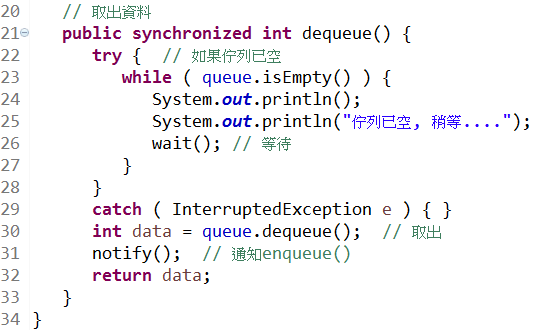 20    // 取出資料
21    public synchronized int dequeue() {
22       try {  // 如果佇列已空
23          while ( queue.isEmpty() ) {
24             System.out.println();
25             System.out.println("佇列已空, 稍等....");
26             wait(); // 等待
27          }
28       }
29       catch ( InterruptedException e ) { }
30       int data = queue.dequeue();  // 取出
31       notify();  // 通知enqueue()
32       return data;
33    }
34 }